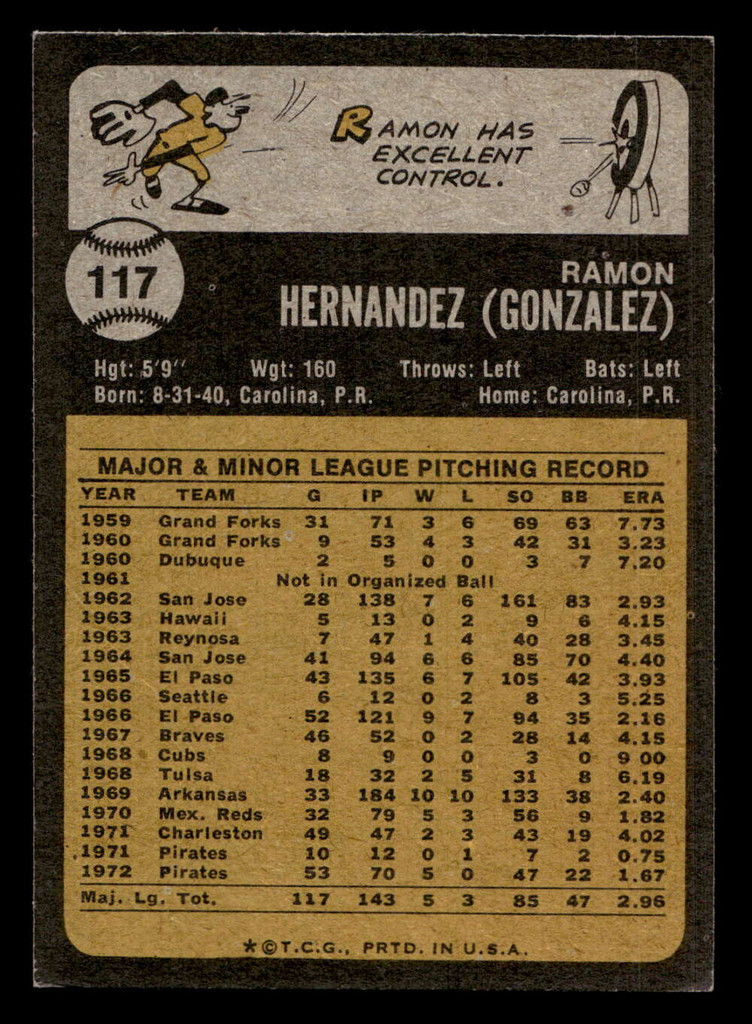 RAMON HAS
EXCELLENT
CONTROL.
117
RAMON
HERNANDEZ (GONZALEZ)
Hgt: 5'9" Wgt: 160 Throws: Left Bats: Left
Born: 8-31-40, Carolina, P.R. Home: Carolina, P.R.
MAJOR & MINOR LEAGUE PITCHING RECORD
YEAR TEAM G IP W L SO BB ERA
1959 Grand Forks 31 71 3 6 69 63 7.73
1960 Grand Forks 9 53 4 3 42 31 3.23
1960 Dubuque 2 5 0 0 3 7 7.20
1961 Not in Organized Ball
1962 San Jose 28 138 7 6 161 83 2.93
1963 Hawaii 5 13 0 2 9 6 4.15
1963 Reynosa 7 47 1 4 40 28 3.45
1964 San Jose 41 94 6 6 85 70 4.40
1965 El Paso 43 135 6 7 105 42 3.93
1966 Seattle 6 12 0 2 8 3 5.25
1966 El Paso 52 121 9 7 94 35 2.16
1967 Braves 46 52 0 2 28 14 4.15
1968 Cubs 8 9 0 0 3 0 9 00
1968 Tulsa 18 32 2 5 31 8 6.19
1969 Arkansas 33 184 10 10 133 38 2.40
1970 Mex. Reds 32 79 5 3 56 9 1.82
1971 Charleston 49 47 2 3 43 19 4.02
1971 Pirates 10 12 0 1 7 2 0.75
1972 Pirates 53 70 5 0 47 22 1.67
Maj. Lg. Tot. 117 143 5 3 85 47 2.96
*©T.C.G., PRTD. IN U.S.A.